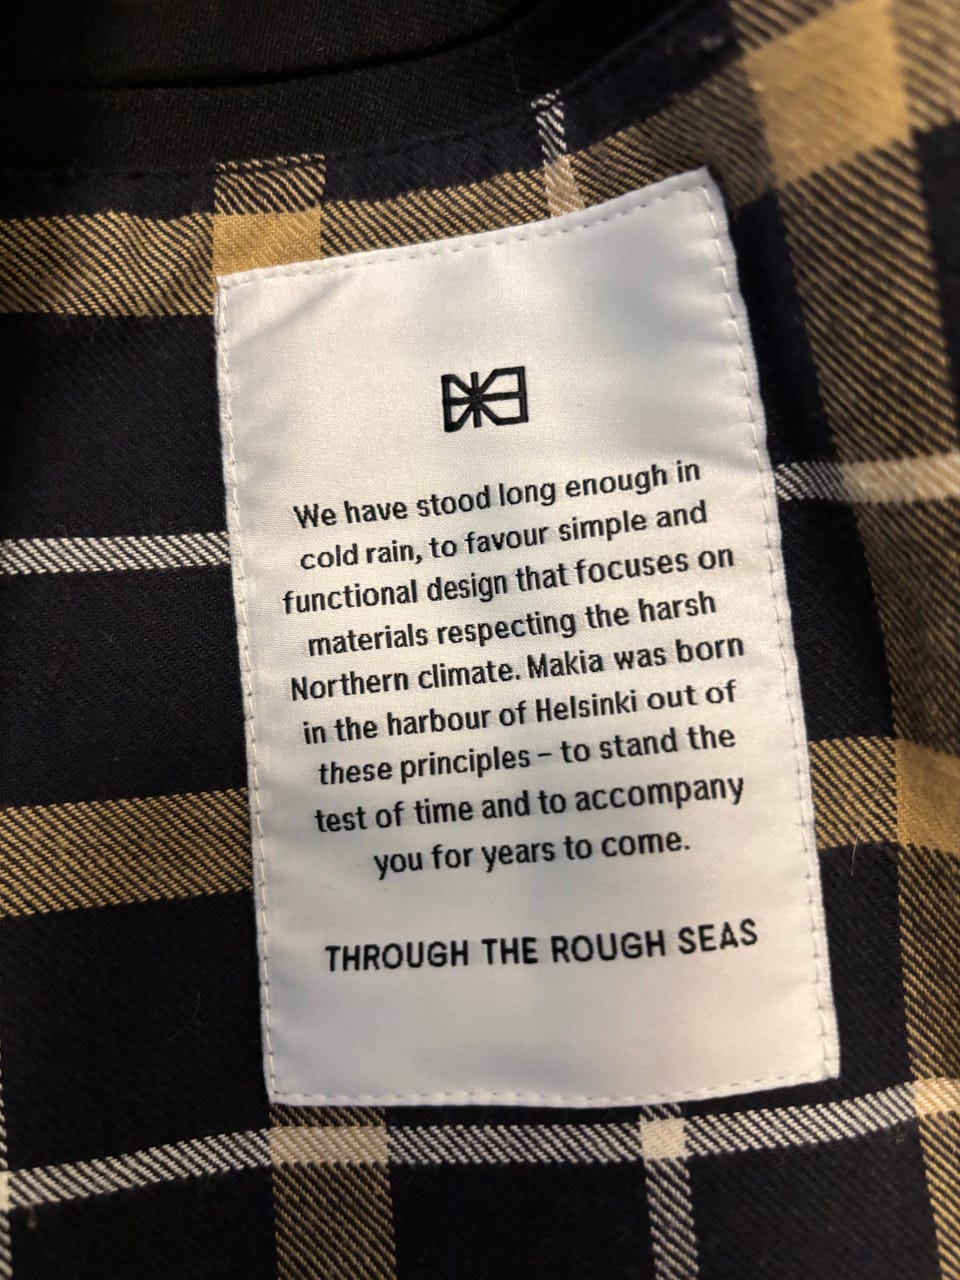 We have stood long enough in
cold rain, to favour simple and
functional design that focuses on
materials respecting the harsh
Northern climate. Makia was born
in the harbour of Helsinki out of
these principles – to stand the
test of time and to accompany
you for years to come.
THROUGH THE ROUGH SEAS